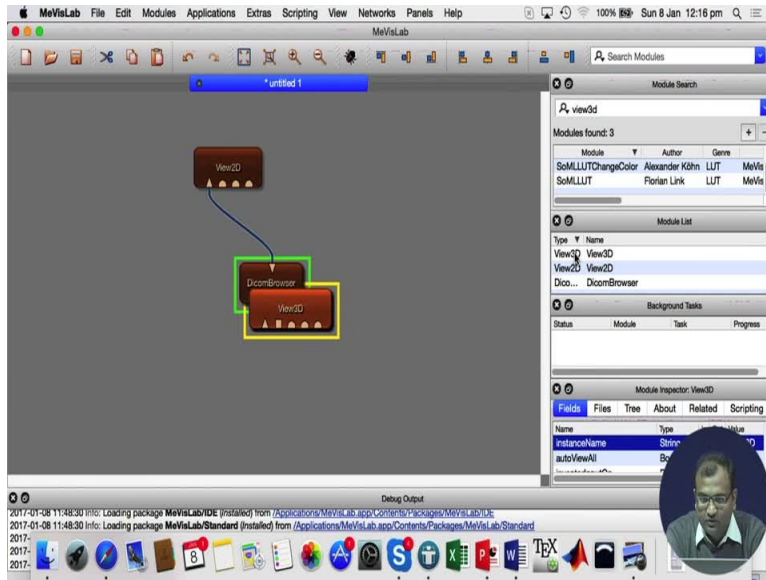 MeVisLab File Edit Modules Applications Extras Scripting View Networks Panels Help 100% Sun 8 Jan 12:16 pm
MeVisLab
Search Modules
* untitled 1
Module Search
view3d
Modules found: 3
Module Author Genre
SoMLLUTChangeColor Alexander Köhn LUT MeVis
SoMLLUT Florian Link LUT MeVis
View2D
Module List
Type Name
View3D View3D
View2D View2D
Dico... DicomBrowser
DicomBrowser
View3D
Background Tasks
Status Module Task Progress
Module Inspector: View3D
Fields Files Tree About Related Scripting
Name Type Value
instanceName String
autoViewAll
Debug Output
2017-01-08 11:48:30 Info: Loading package MeVisLab/IDE (Installed) from /Applications/MeVisLab.app/Contents/Packages/MeVisLab/IDE
2017-01-08 11:48:30 Info: Loading package MeVisLab/Standard (Installed) from /Applications/MeVisLab.app/Contents/Packages/MeVisLab/Standard
2017-
2017-
2017-
8
TEX